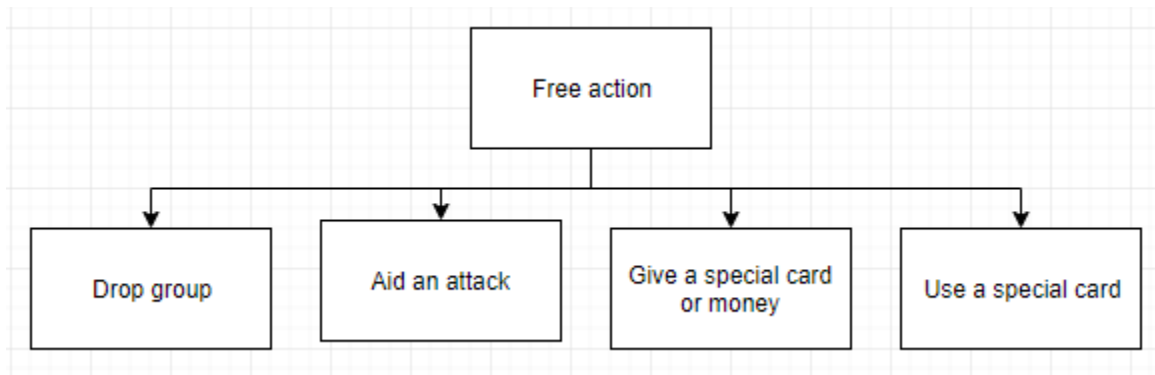 Free action
Drop group
Aid an attack
Give a special card
or money
Use a special card